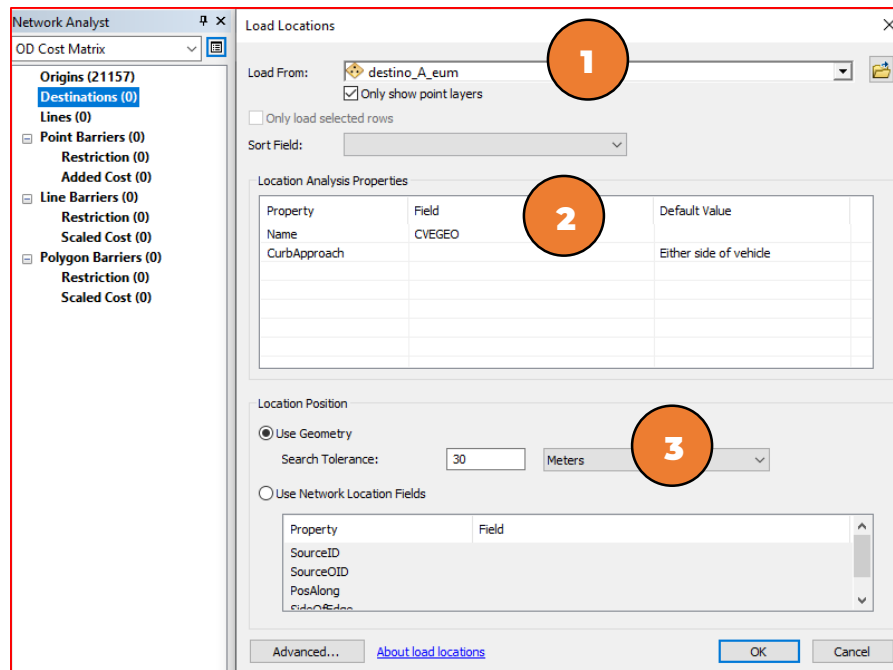 Network Analyst
OD Cost Matrix
Origins (21157)
Destinations (0)
Lines (0)
Point Barriers (0)
Restriction (0)
Added Cost (0)
Line Barriers (0)
Restriction (0)
Scaled Cost (0)
Polygon Barriers (0)
Restriction (0)
Scaled Cost (0)
Load Locations
1
Load From: destino_A_eum
Only show point layers
Only load selected rows
Sort Field:
Location Analysis Properties
2
Property Field Default Value
Name CVEGEO
CurbApproach Either side of vehicle
Location Position
Use Geometry
3
Search Tolerance: 30 Meters
Use Network Location Fields
Property Field
SourceID
SourceOID
PosAlong
SideOfEdge
Advanced... About load locations OK Cancel